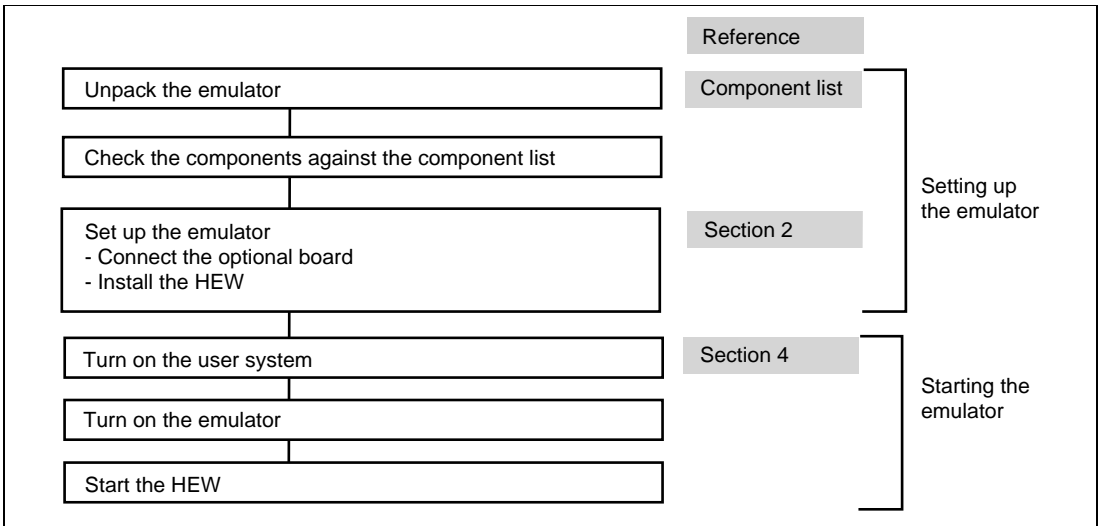 Reference
Unpack the emulator
Component list
Check the components against the component list
Setting up
the emulator
Set up the emulator
- Connect the optional board
- Install the HEW
Section 2
Turn on the user system
Section 4
Starting the
emulator
Turn on the emulator
Start the HEW